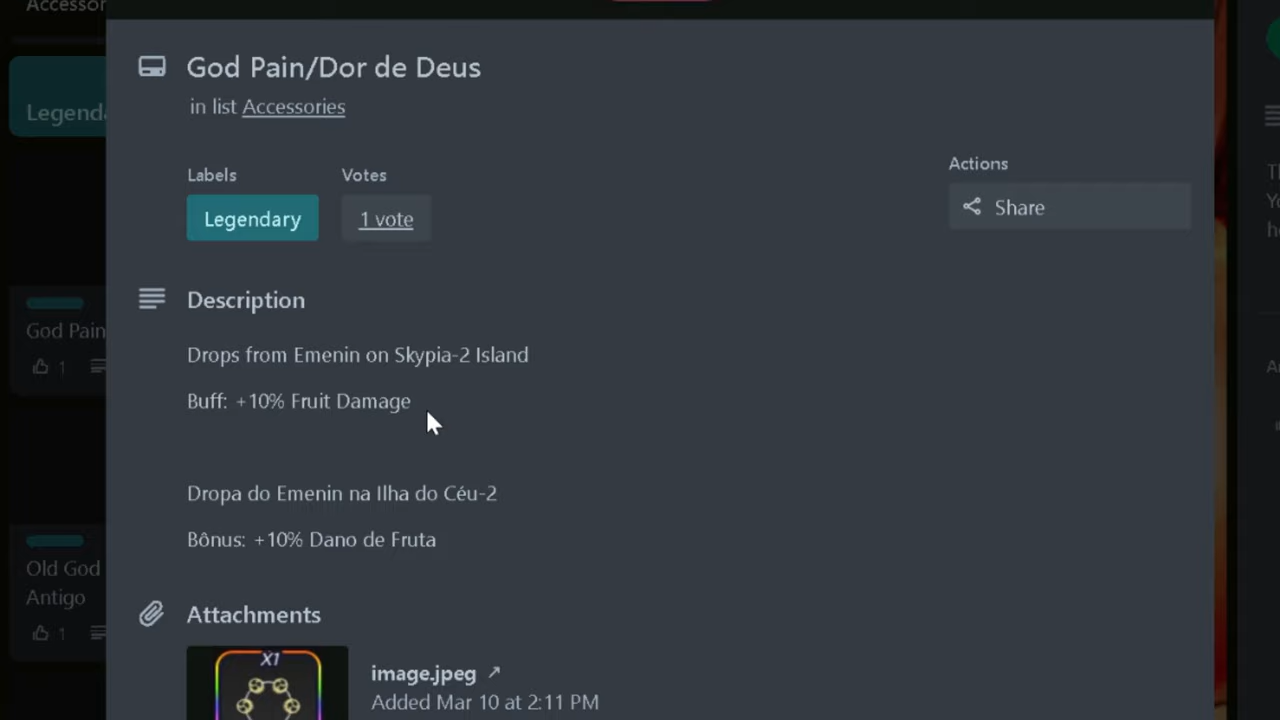 Accessor
God Pain/Dor de Deus
in list Accessories
Legend
Labels
Votes
Actions
Legendary
1 vote
Share
Description
Drops from Emenin on Skypia-2 Island
God Pain
1
Buff: +10% Fruit Damage
Dropa do Emenin na Ilha do Céu-2
Bônus: +10% Dano de Fruta
Old God
Antigo
1
Attachments
X1
image.jpeg
Added Mar 10 at 2:11 PM